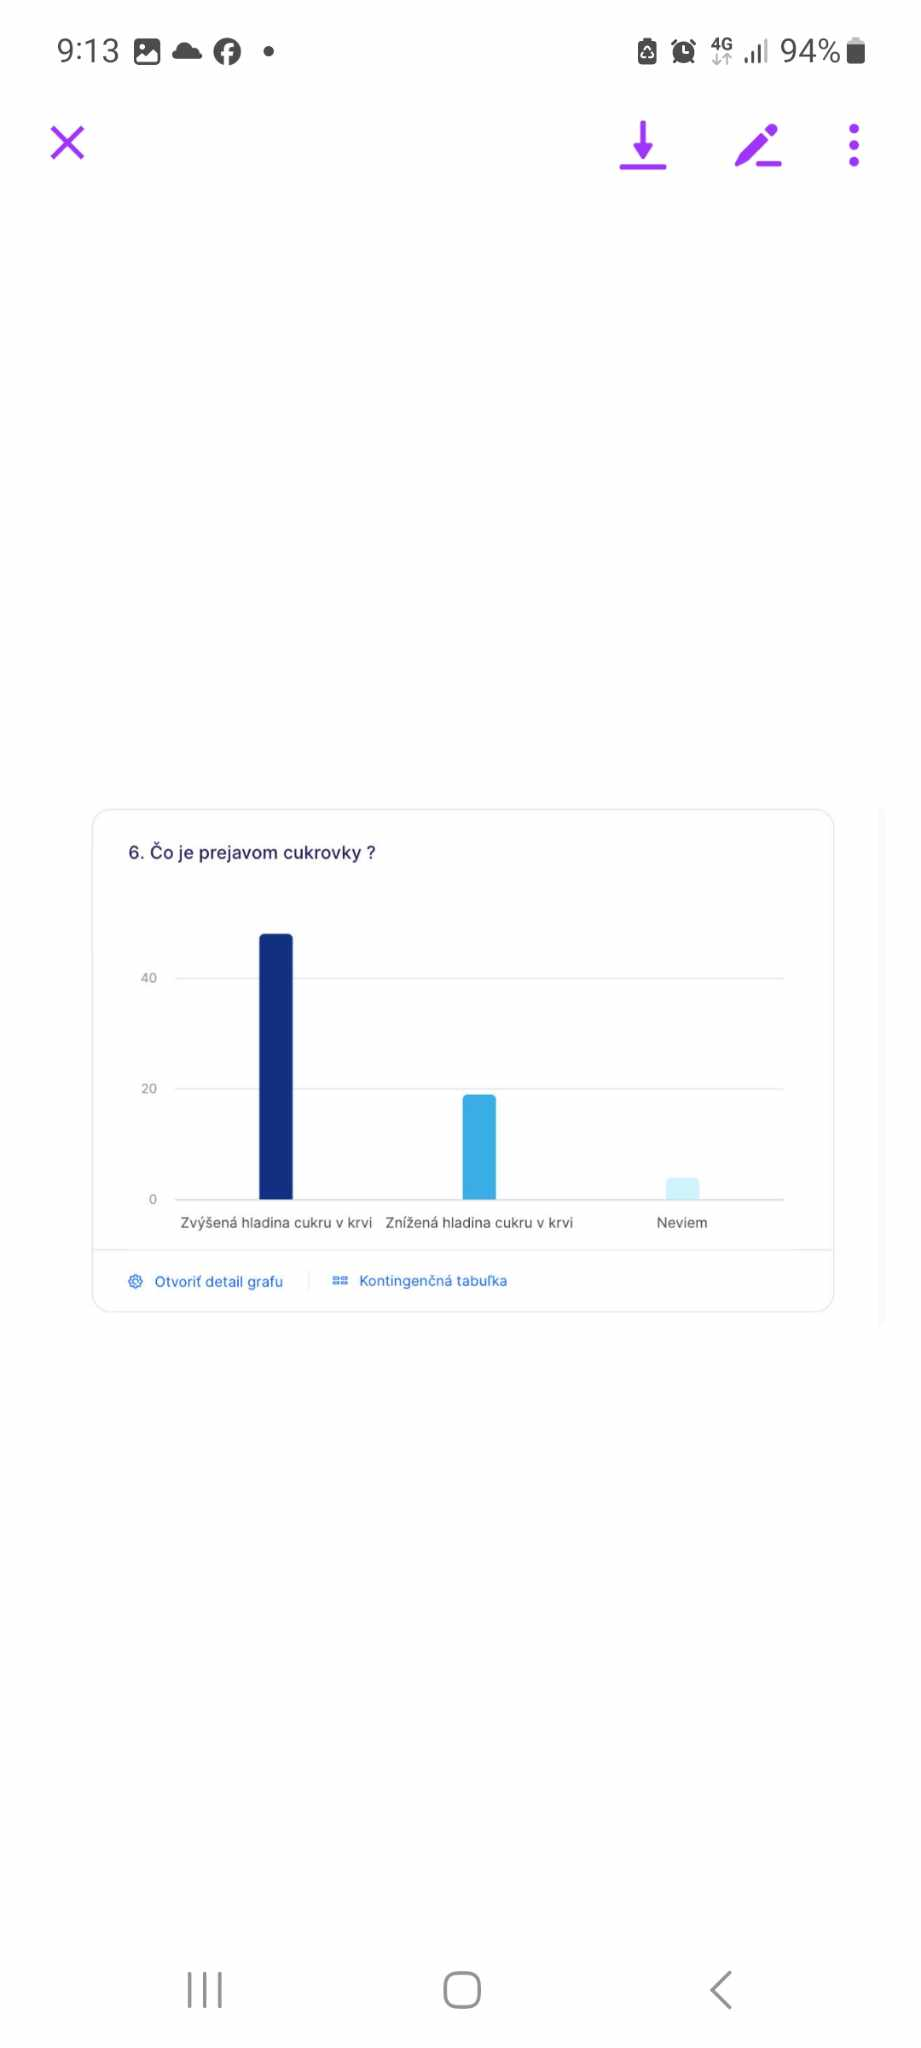 9:13
4G
94%
6. Čo je prejavom cukrovky ?
40
20
0
Zvýšená hladina cukru v krvi Znížená hladina cukru v krvi Neviem
Otvoriť detail grafu Kontingenčná tabuľka